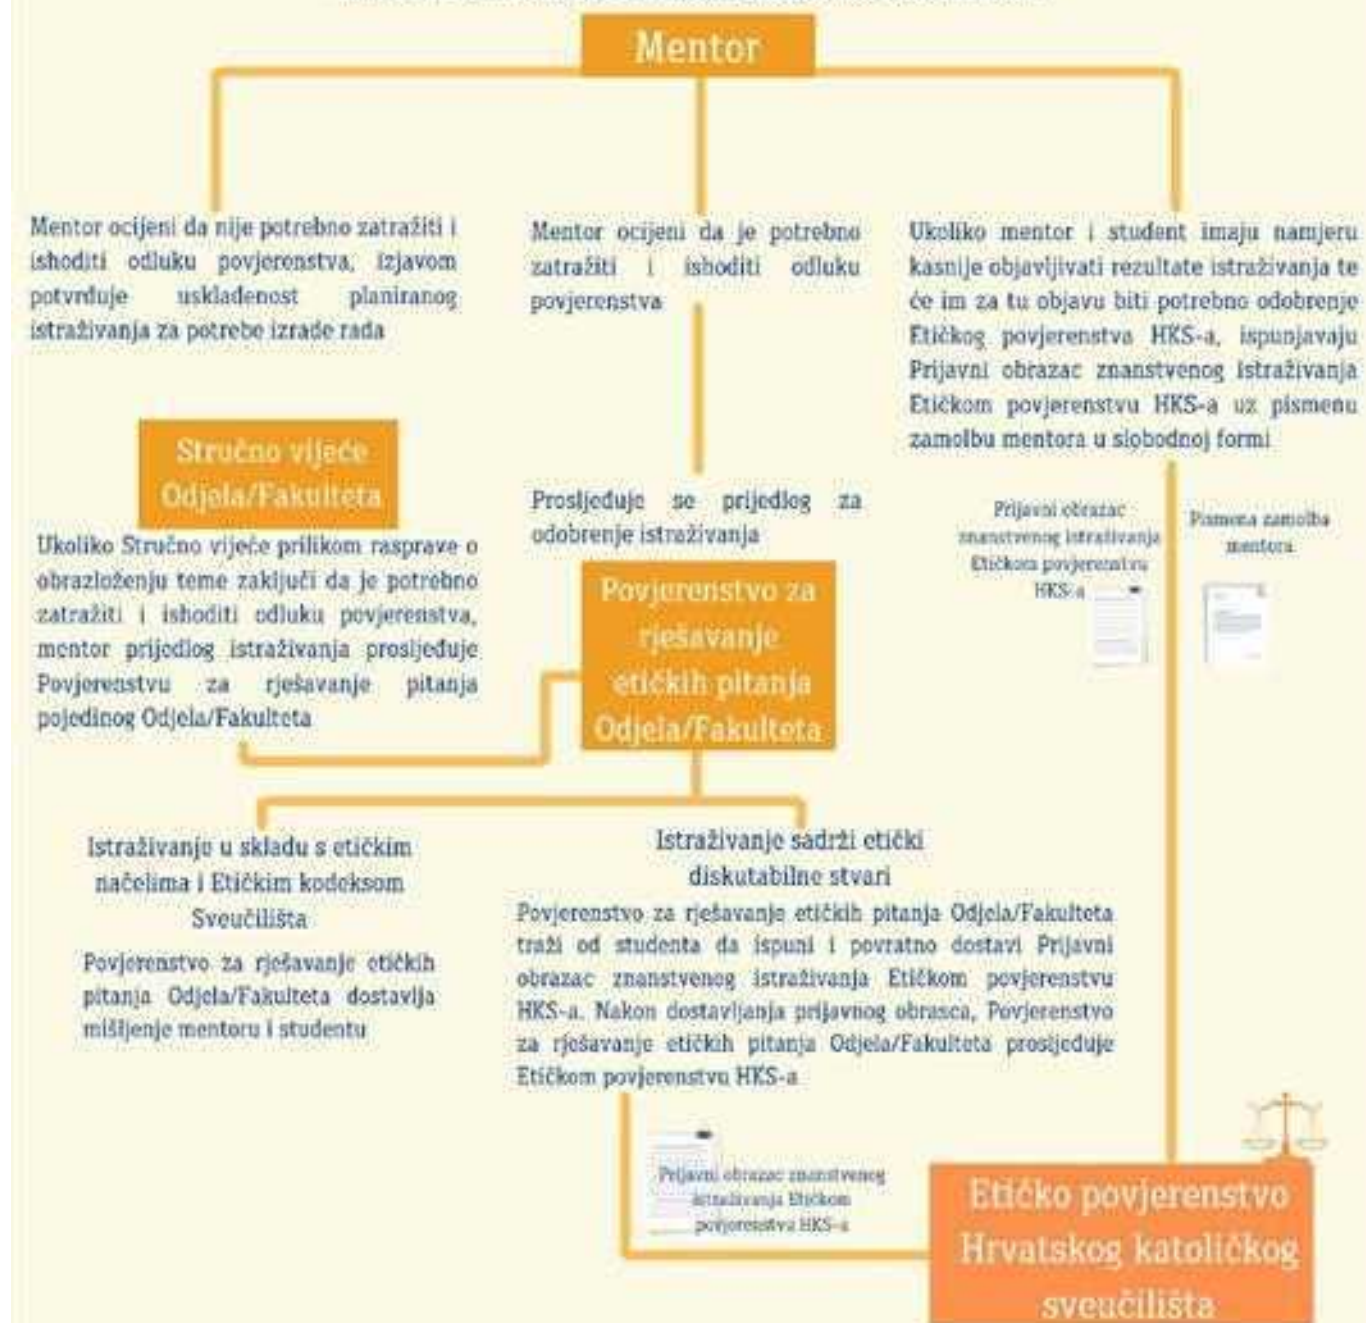 Mentor
Mentor ocijeni da nije potrebno zatražiti i
ishoditi odluku povjerenstva, izjavom
potvrđuje usklađenost planiranog
istraživanja za potrebe izrade rada
Mentor ocijeni da je potrebno
zatražiti i ishoditi odluku
povjerenstva
Ukoliko mentor i student imaju namjeru
kasnije objavljivati rezultate istraživanja te
će im za tu objavu biti potrebno odobrenje
Etičkog povjerenstva HKS-a, ispunjavaju
Prijavni obrazac znanstvenog istraživanja
Etičkom povjerenstvu HKS-a uz pismenu
zamolbu mentora u slobodnoj formi
Stručno vijeće
Odjela/Fakulteta
Ukoliko Stručno vijeće prilikom rasprave o
obrazloženju teme zaključi da je potrebno
zatražiti i ishoditi odluku povjerenstva,
mentor prijedlog istraživanja prosljeđuje
Povjerenstvu za rješavanje pitanja
pojedinog Odjela/Fakulteta
Prosljeđuje se prijedlog za
odobrenje istraživanja
Povjerenstvo za
rješavanje
etičkih pitanja
Odjela/Fakulteta
Prijavni obrazac
znanstvenog istraživanja
Etičkom povjerenstvu
HKS-a
Pismena zamolba
mentora
Istraživanje u skladu s etičkim
načelima i Etičkim kodeksom
Sveučilišta
Povjerenstvo za rješavanje etičkih
pitanja Odjela/Fakulteta dostavlja
mišljenje mentoru i studentu
Istraživanje sadrži etički
diskutabilne stvari
Povjerenstvo za rješavanje etičkih pitanja Odjela/Fakulteta
traži od studenta da ispuni i povratno dostavi Prijavni
obrazac znanstvenog istraživanja Etičkom povjerenstvu
HKS-a. Nakon dostavljanja prijavnog obrasca, Povjerenstvo
za rješavanje etičkih pitanja Odjela/Fakulteta prosljeđuje
Etičkom povjerenstvu HKS-a
Prijavni obrazac znanstvenog
istraživanja Etičkom
povjerenstvu HKS-a
Etičko povjerenstvo
Hrvatskog katoličkog
sveučilišta